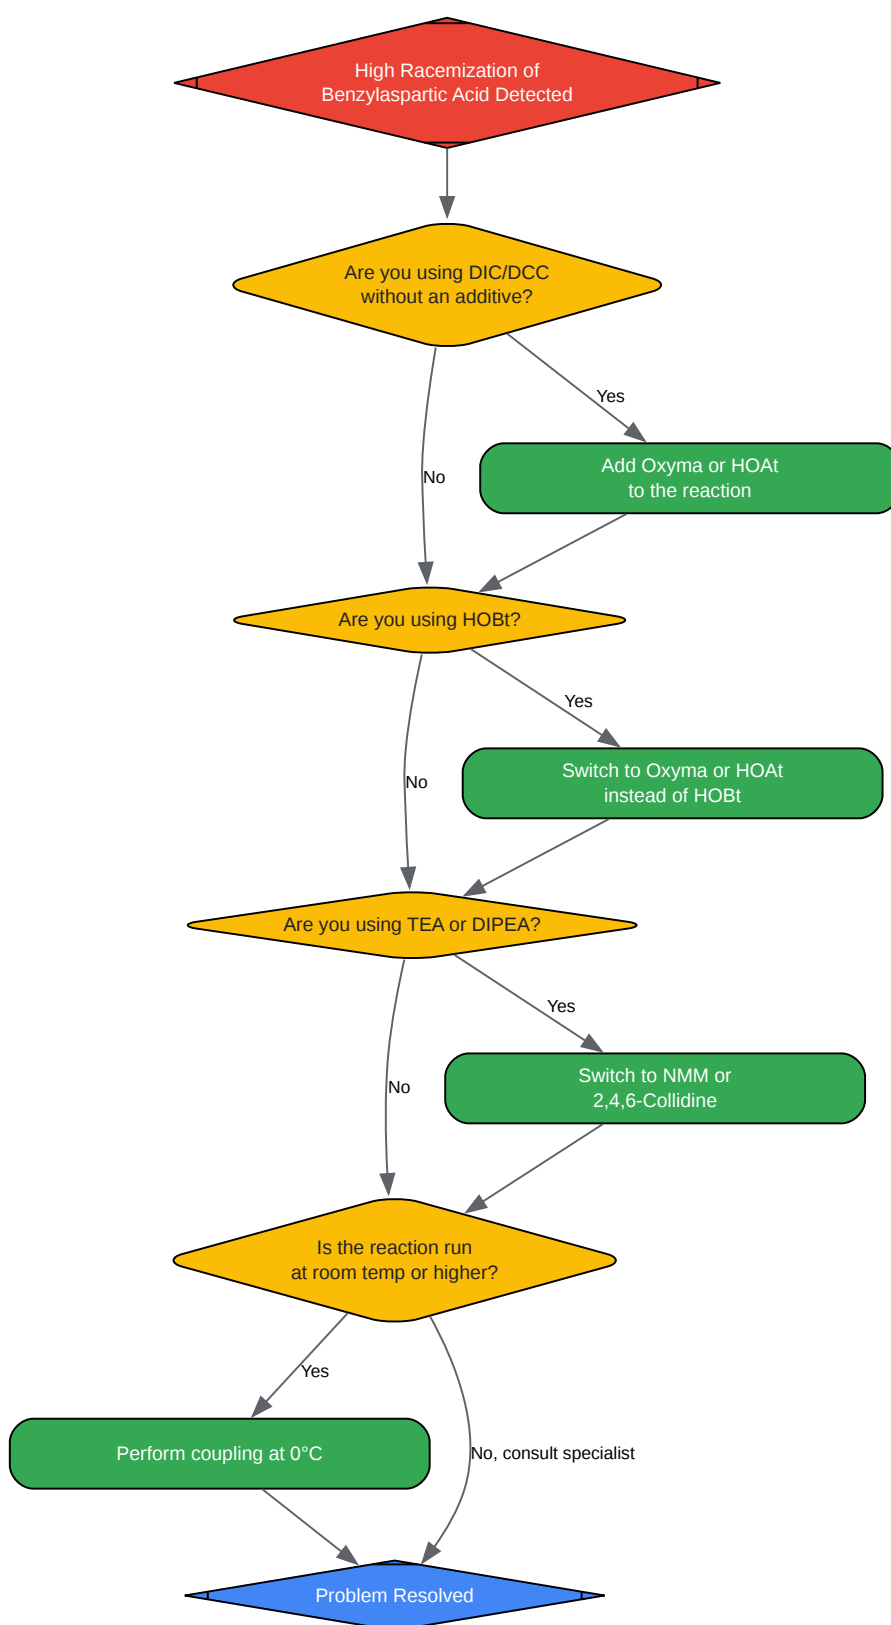 High Racemization of
Benzylaspartic Acid Detected
Are you using DIC/DCC
without an additive?
Yes
Add Oxyma or HOAt
to the reaction
No
Are you using HOBt?
Yes
Switch to Oxyma or HOAt
instead of HOBt
No
Are you using TEA or DIPEA?
Yes
Switch to NMM or
2,4,6-Collidine
No
Is the reaction run
at room temp or higher?
Yes
Perform coupling at 0°C
No, consult specialist
Problem Resolved